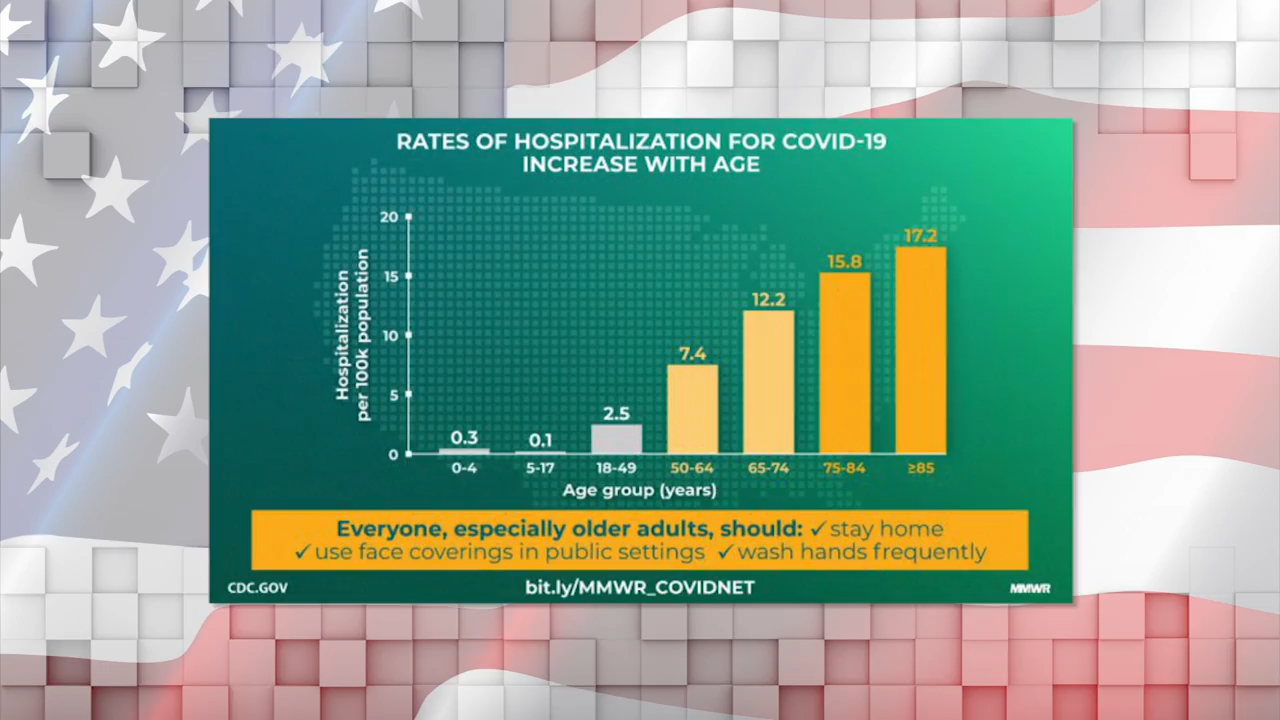 RATES OF HOSPITALIZATION FOR COVID-19
INCREASE WITH AGE
Hospitalization
per 100k population
20
15
10
5
0
0.3
0.1
2.5
7.4
12.2
15.8
17.2
0-4
5-17
18-49
50-64
65-74
75-84
≥85
Age group (years)
Everyone, especially older adults, should: ✓ stay home
✓ use face coverings in public settings ✓ wash hands frequently
CDC.GOV
bit.ly/MMWR_COVIDNET
MMWR